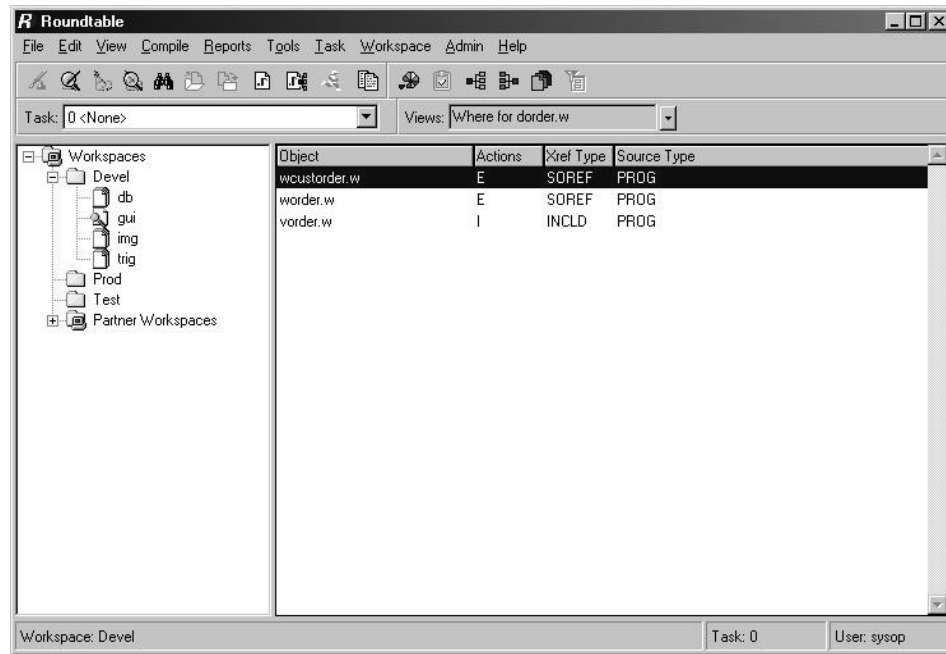 R Roundtable
File Edit View Compile Reports Tools Task Workspace Admin Help
Task: 0 <None> Views: Where for dorder.w
Workspaces
Devel
db
gui
img
trig
Prod
Test
Partner Workspaces
Object Actions Xref Type Source Type
wcustorder.w E SOREF PROG
worder.w E SOREF PROG
vorder.w I INCLD PROG
Workspace: Devel Task: 0 User: sysop